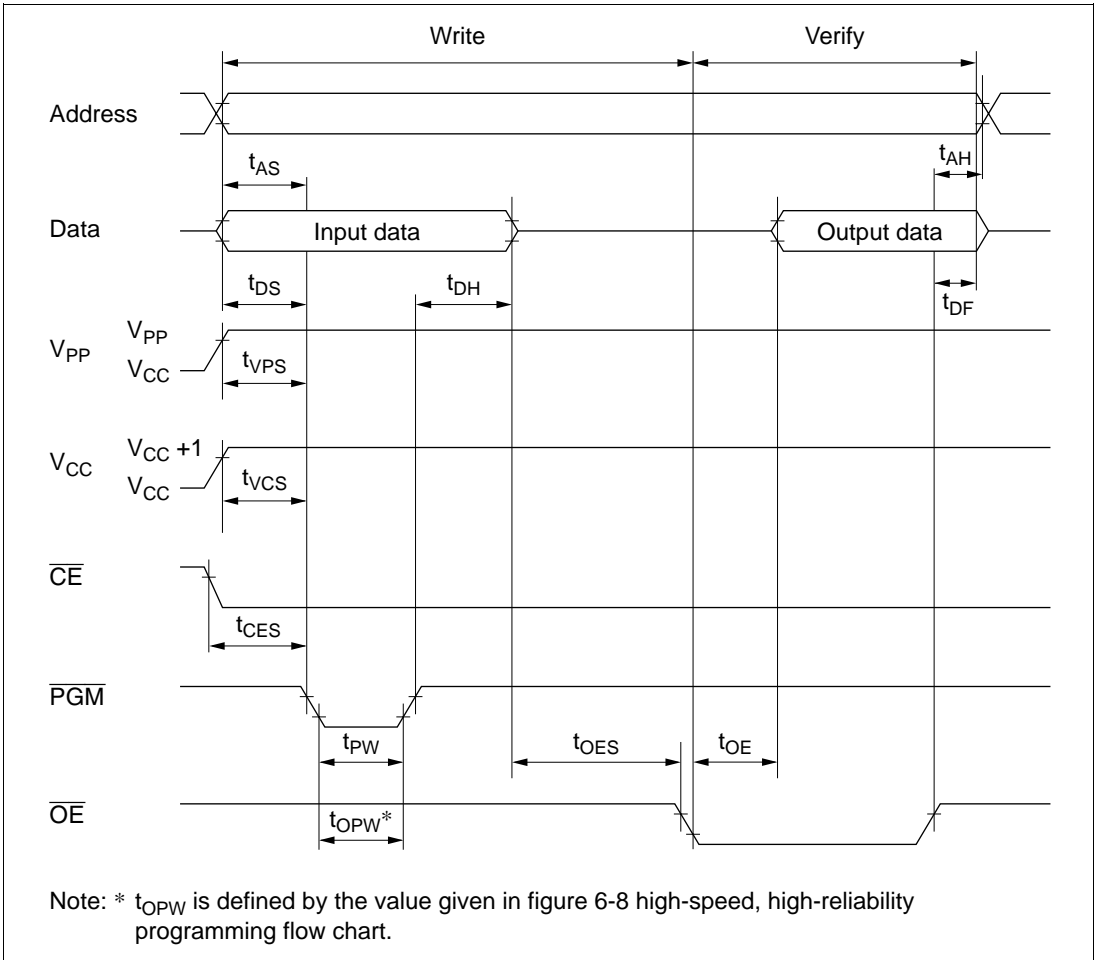 Write Verify
Address
tAS tAH
Data Input data Output data
tDS tDH tDF
VPP VPP
VCC tVPS
VCC VCC +1
VCC tVCS
CE
tCES
PGM
tPW tOES tOE
OE
tOPW*
Note: * tOPW is defined by the value given in figure 6-8 high-speed, high-reliability
programming flow chart.